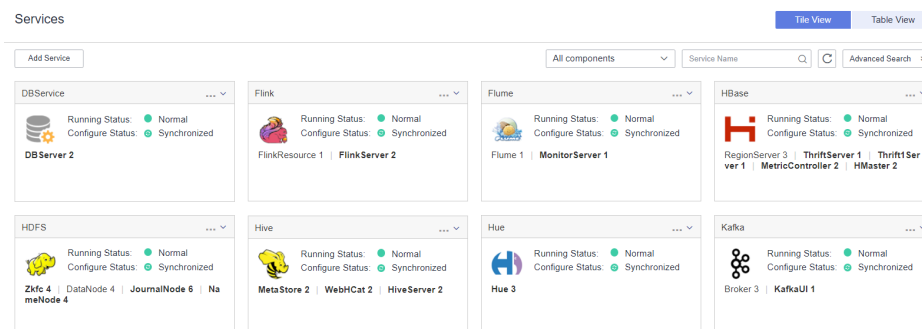 Services
Tile View Table View
Add Service
All components Service Name Advanced Search
DBService ...
Running Status: Normal
Configure Status: Synchronized
DBServer 2
Flink ...
Running Status: Normal
Configure Status: Synchronized
FlinkResource 1 | FlinkServer 2
Flume ...
Running Status: Normal
Configure Status: Synchronized
Flume 1 | MonitorServer 1
HBase ...
Running Status: Normal
Configure Status: Synchronized
RegionServer 3 | ThriftServer 1 | Thrift1Ser
ver 1 | MetricController 2 | HMaster 2
HDFS ...
Running Status: Normal
Configure Status: Synchronized
Zkfc 4 | DataNode 4 | JournalNode 6 | Na
meNode 4
Hive ...
Running Status: Normal
Configure Status: Synchronized
MetaStore 2 | WebHCat 2 | HiveServer 2
Hue ...
Running Status: Normal
Configure Status: Synchronized
Hue 3
Kafka ...
Running Status: Normal
Configure Status: Synchronized
Broker 3 | KafkaUI 1